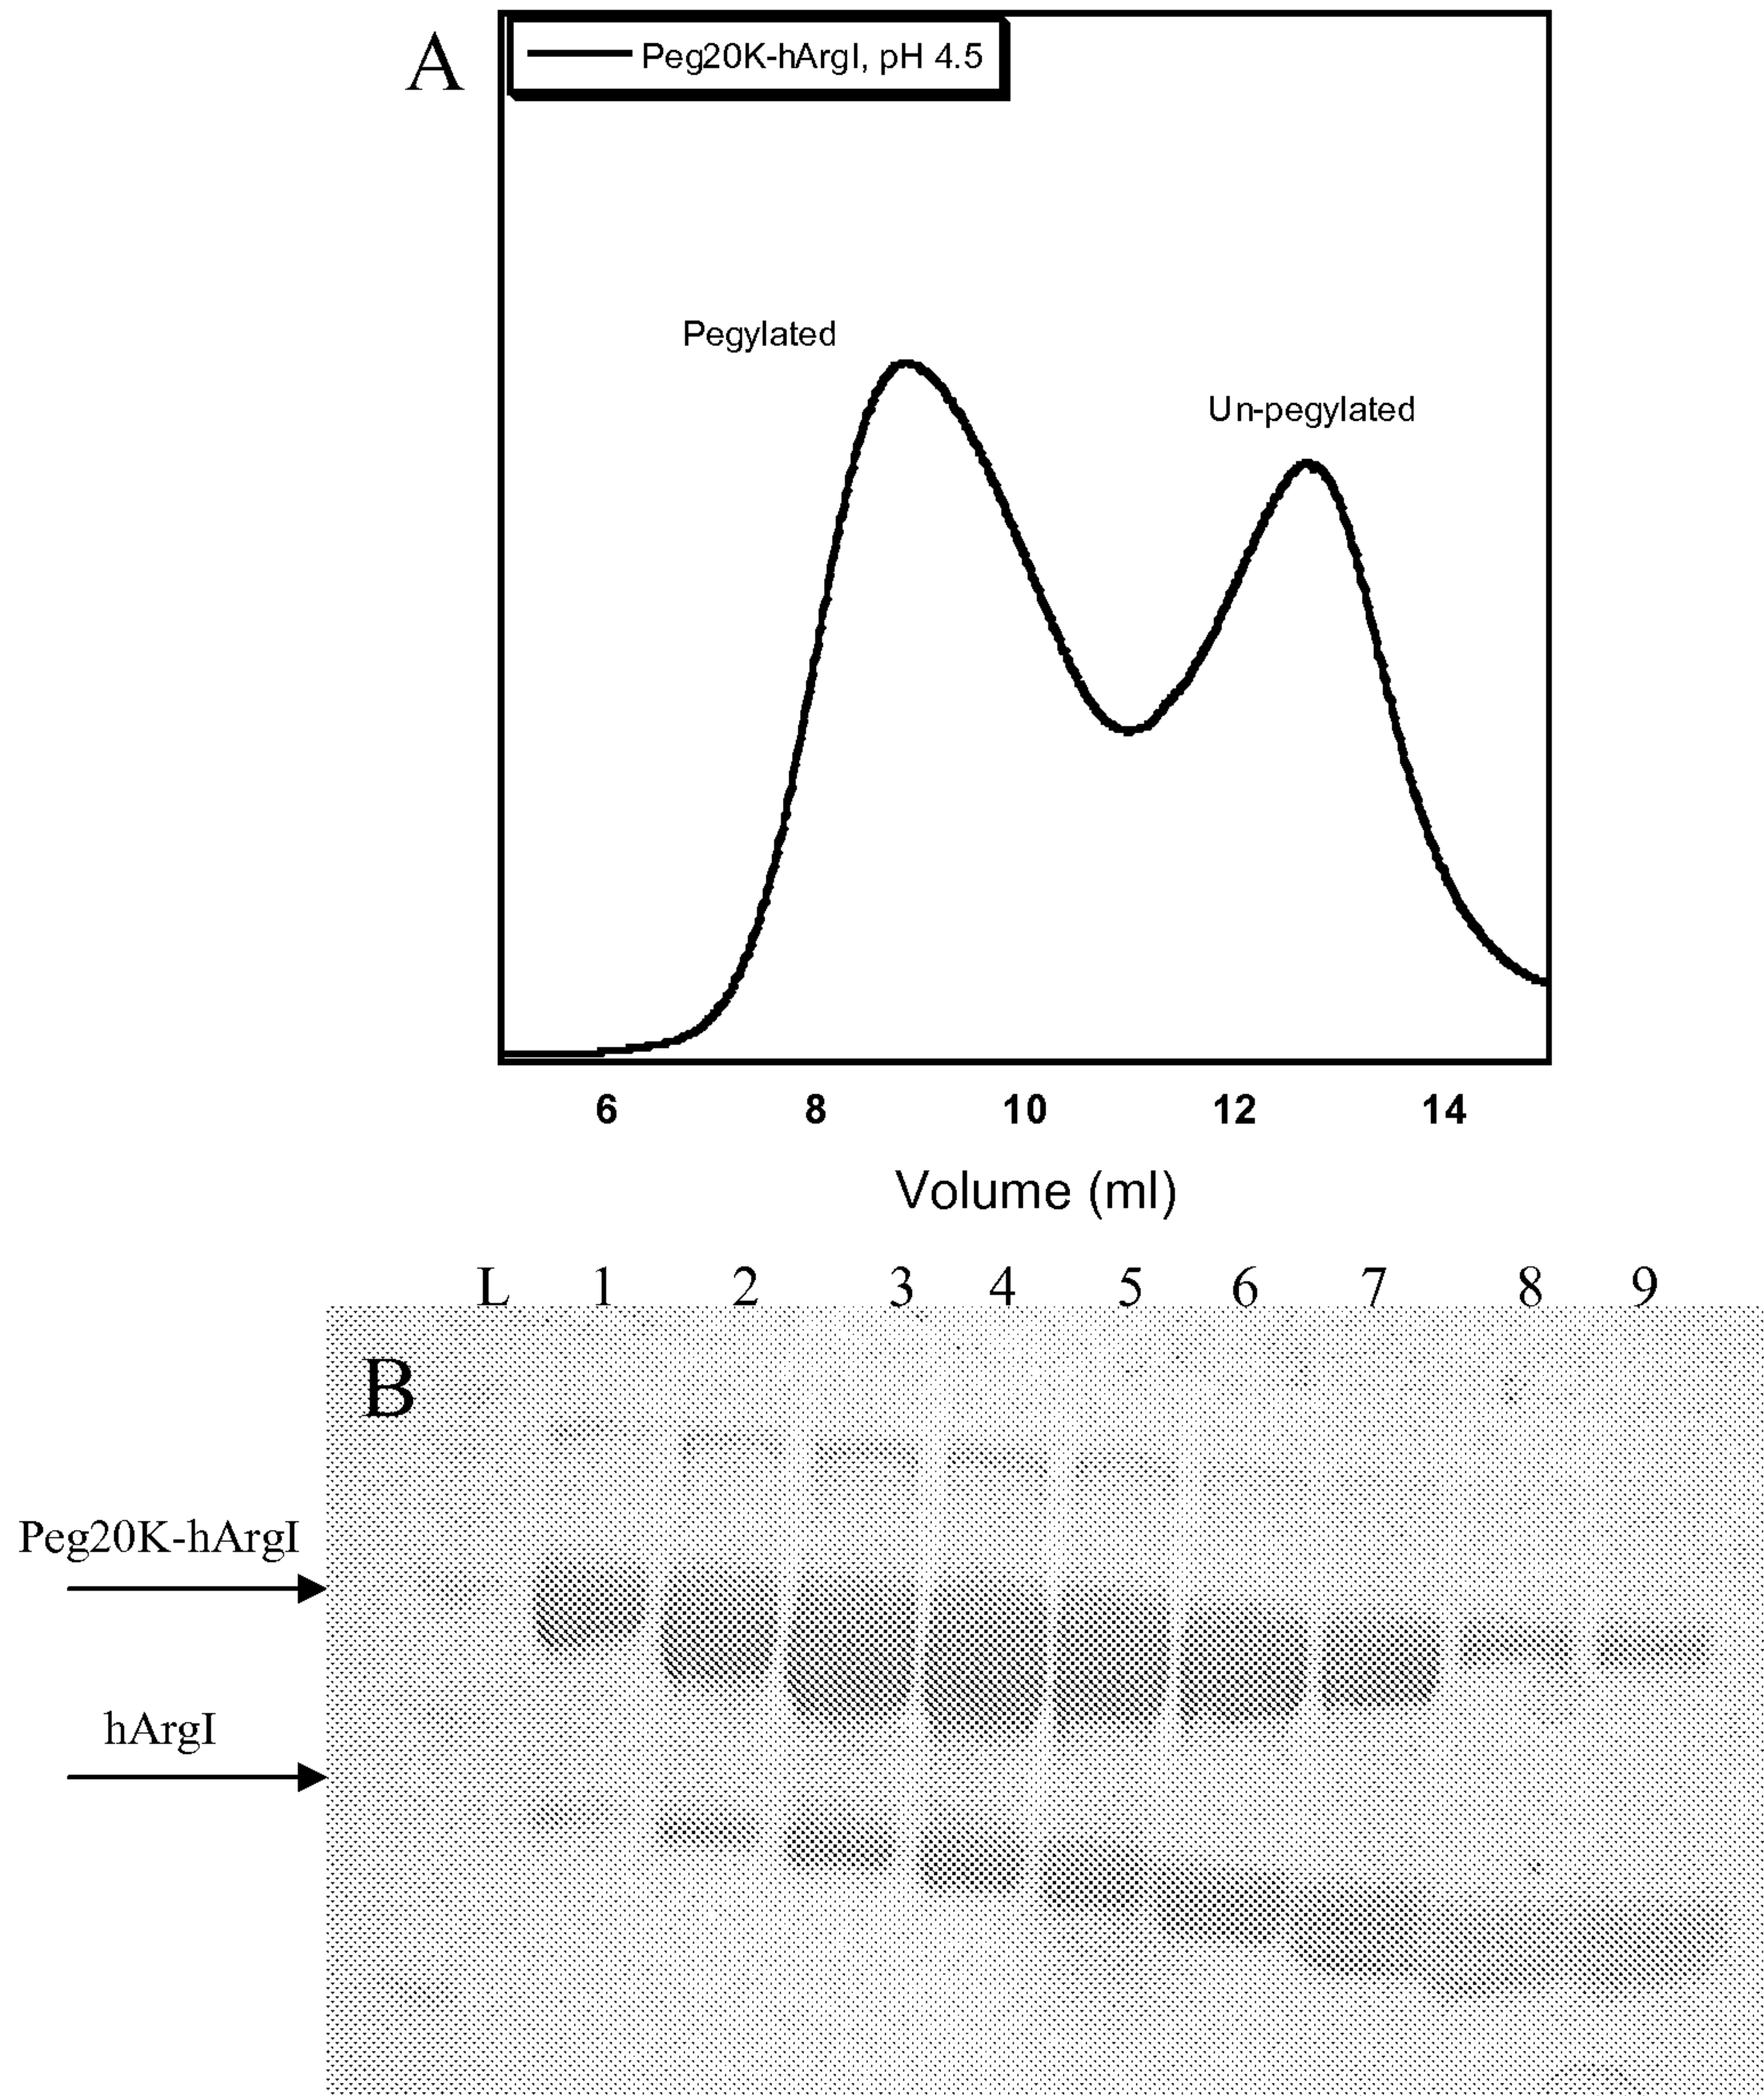 A
Peg20K-hArgI, pH 4.5
Pegylated
Un-pegylated
6 8 10 12 14
Volume (ml)
L 1 2 3 4 5 6 7 8 9
B
Peg20K-hArgI
hArgI